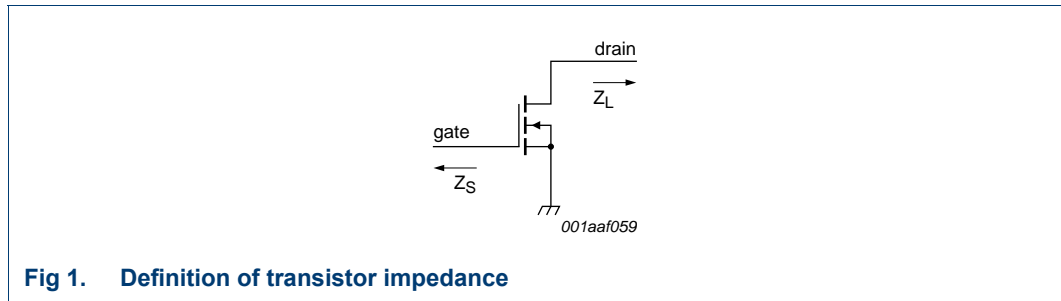 drain
Z_L
gate
Z_S
001aaf059
Fig 1. Definition of transistor impedance